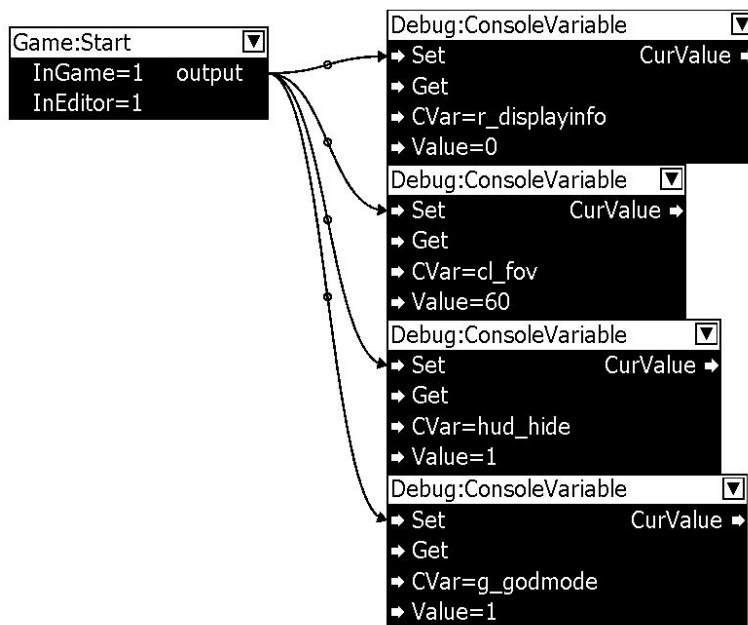 Game:Start
InGame=1 output
InEditor=1
Debug:ConsoleVariable
Set CurValue
Get
CVar=r_displayinfo
Value=0
Debug:ConsoleVariable
Set CurValue
Get
CVar=cl_fov
Value=60
Debug:ConsoleVariable
Set CurValue
Get
CVar=hud_hide
Value=1
Debug:ConsoleVariable
Set CurValue
Get
CVar=g_godmode
Value=1